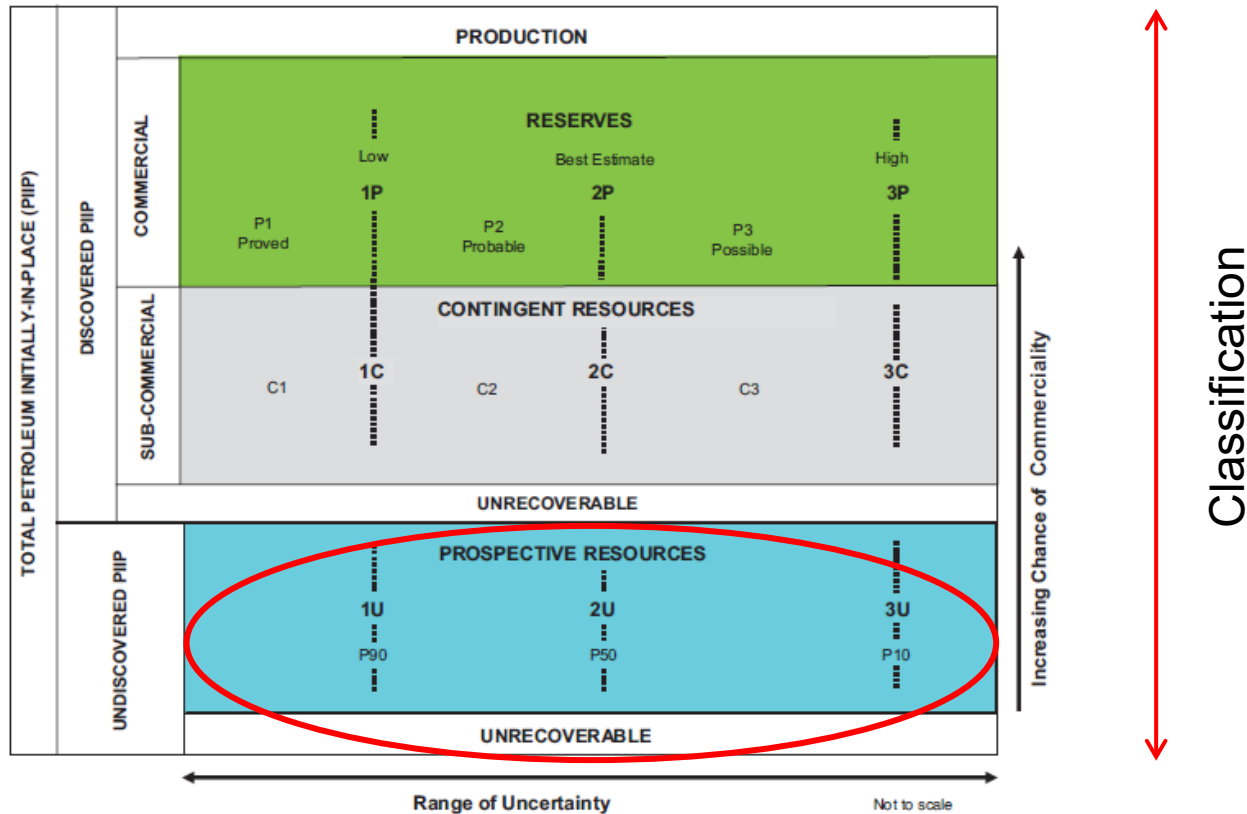 TOTAL PETROLEUM INITIALLY-IN-PLACE (PIIP)
DISCOVERED PIIP
UNDISCOVERED PIIP
COMMERCIAL
SUB-COMMERCIAL
PRODUCTION
RESERVES
Low
Best Estimate
High
1P
2P
3P
P1
Proved
P2
Probable
P3
Possible
CONTINGENT RESOURCES
1C
2C
3C
C1
C2
C3
UNRECOVERABLE
PROSPECTIVE RESOURCES
1U
2U
3U
P90
P50
P10
UNRECOVERABLE
Range of Uncertainty
Not to scale
Increasing Chance of Commerciality
Classification